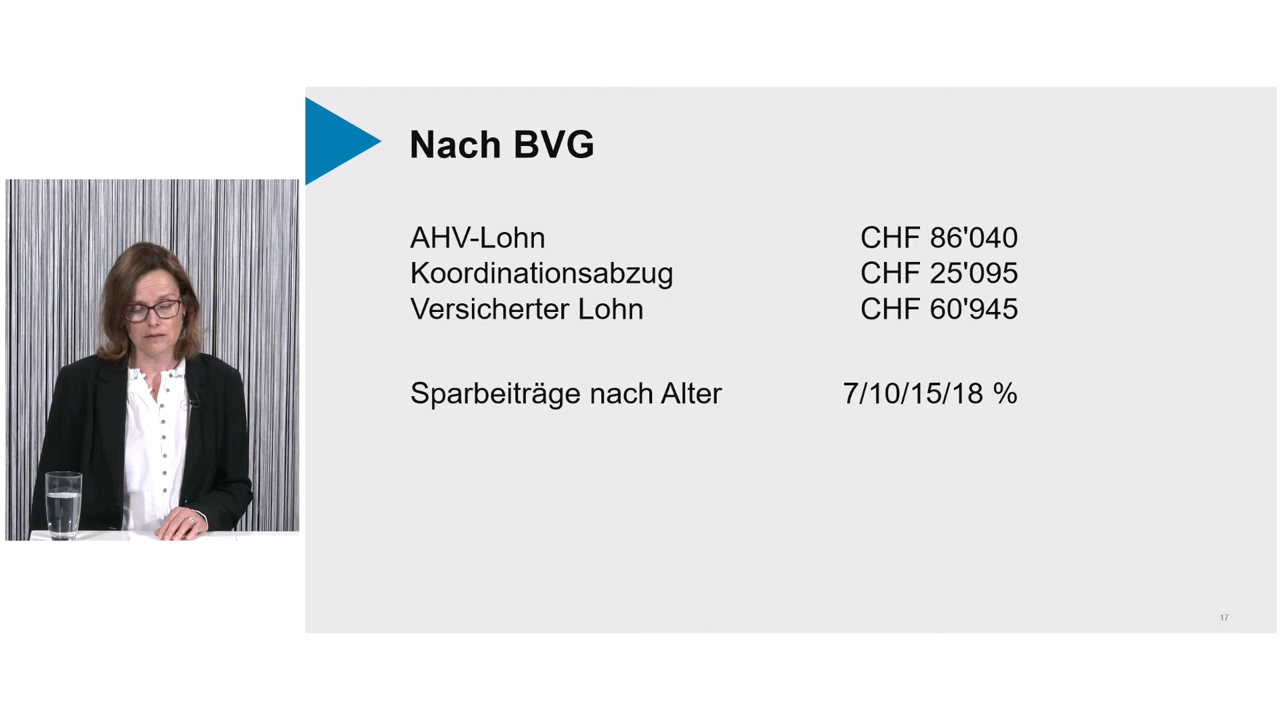 Nach BVG
AHV-Lohn CHF 86'040
Koordinationsabzug CHF 25'095
Versicherter Lohn CHF 60'945
Sparbeiträge nach Alter 7/10/15/18 %
17